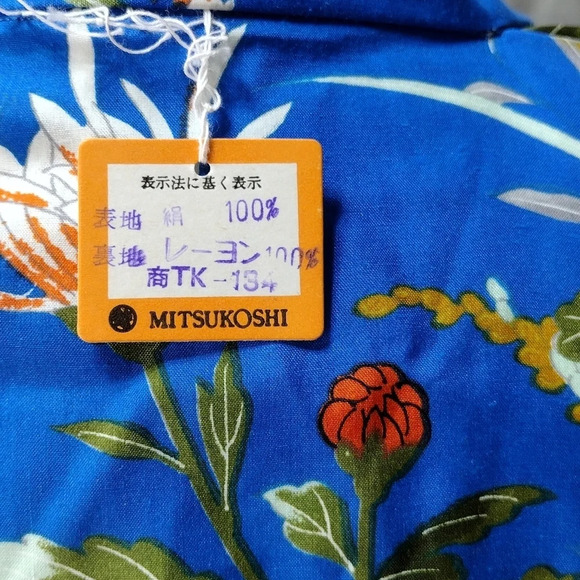 表示法に基く表示
表地 絹 100%
裏地 レーヨン100%
商TK-134
MITSUKOSHI